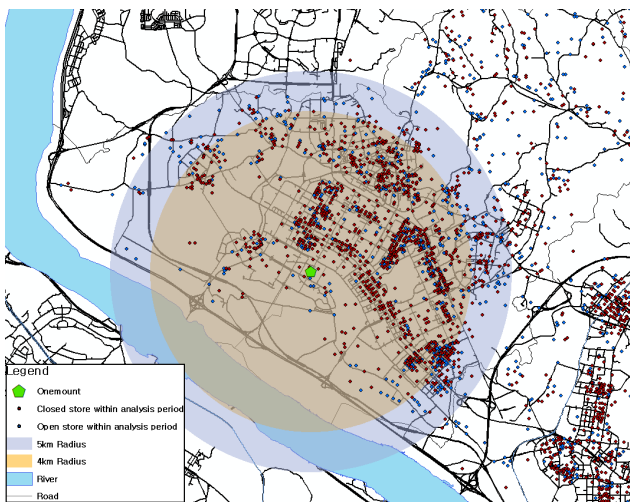 Legend
Onemount
Closed store within analysis period
Open store within analysis period
5km Radius
4km Radius
River
Road